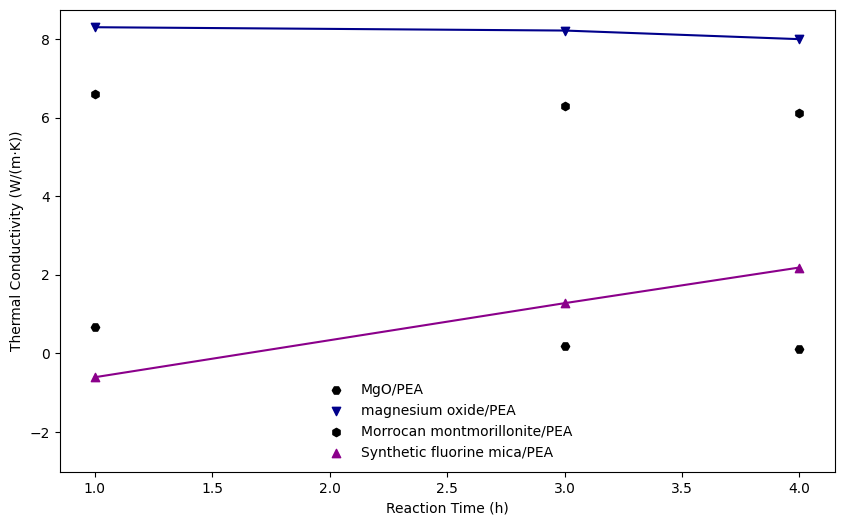 8
6
4
2
0
−2
Thermal Conductivity (W/(m·K))
MgO/PEA
magnesium oxide/PEA
Morrocan montmorillonite/PEA
Synthetic fluorine mica/PEA
1.0 1.5 2.0 2.5 3.0 3.5 4.0
Reaction Time (h)